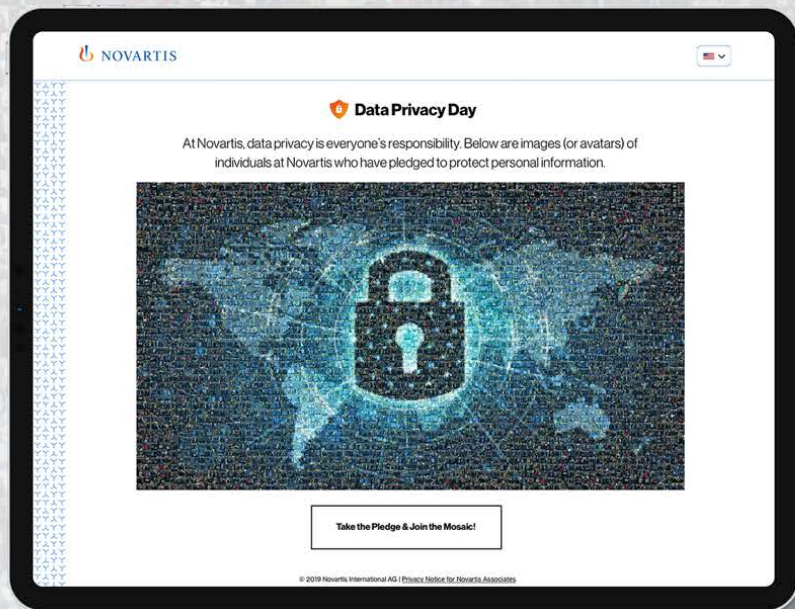 NOVARTIS
Data Privacy Day
At Novartis, data privacy is everyone's responsibility. Below are images (or avatars) of
individuals at Novartis who have pledged to protect personal information.
Take the Pledge & Join the Mosaic!
© 2019 Novartis International AG | Privacy Notice for Novartis Associates